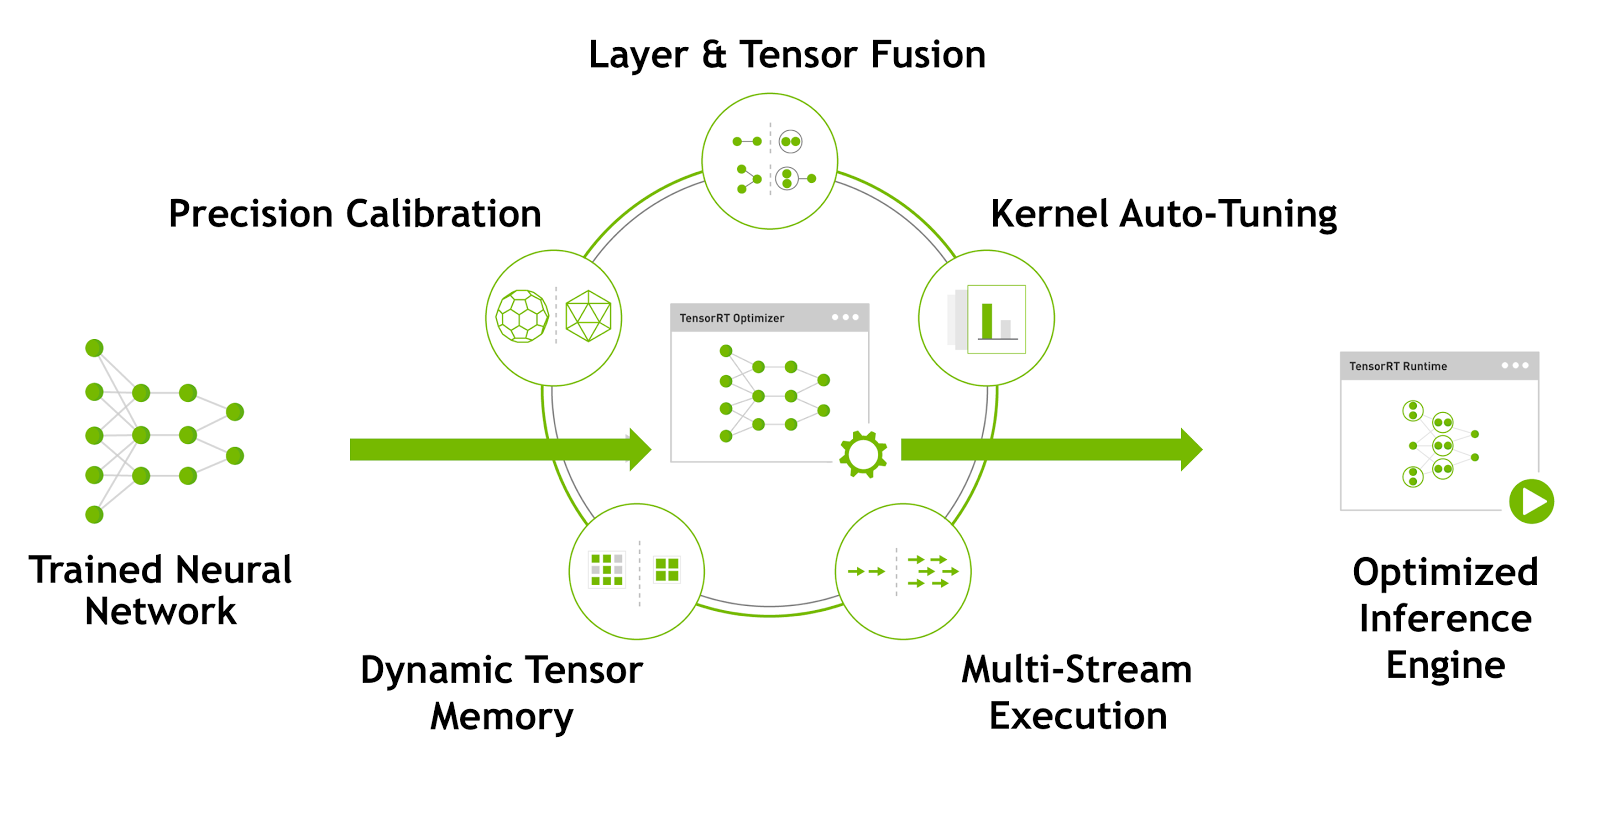 Layer & Tensor Fusion
Precision Calibration
Kernel Auto-Tuning
TensorRT Optimizer
TensorRT Runtime
Trained Neural
Network
Optimized
Inference
Engine
Dynamic Tensor
Memory
Multi-Stream
Execution